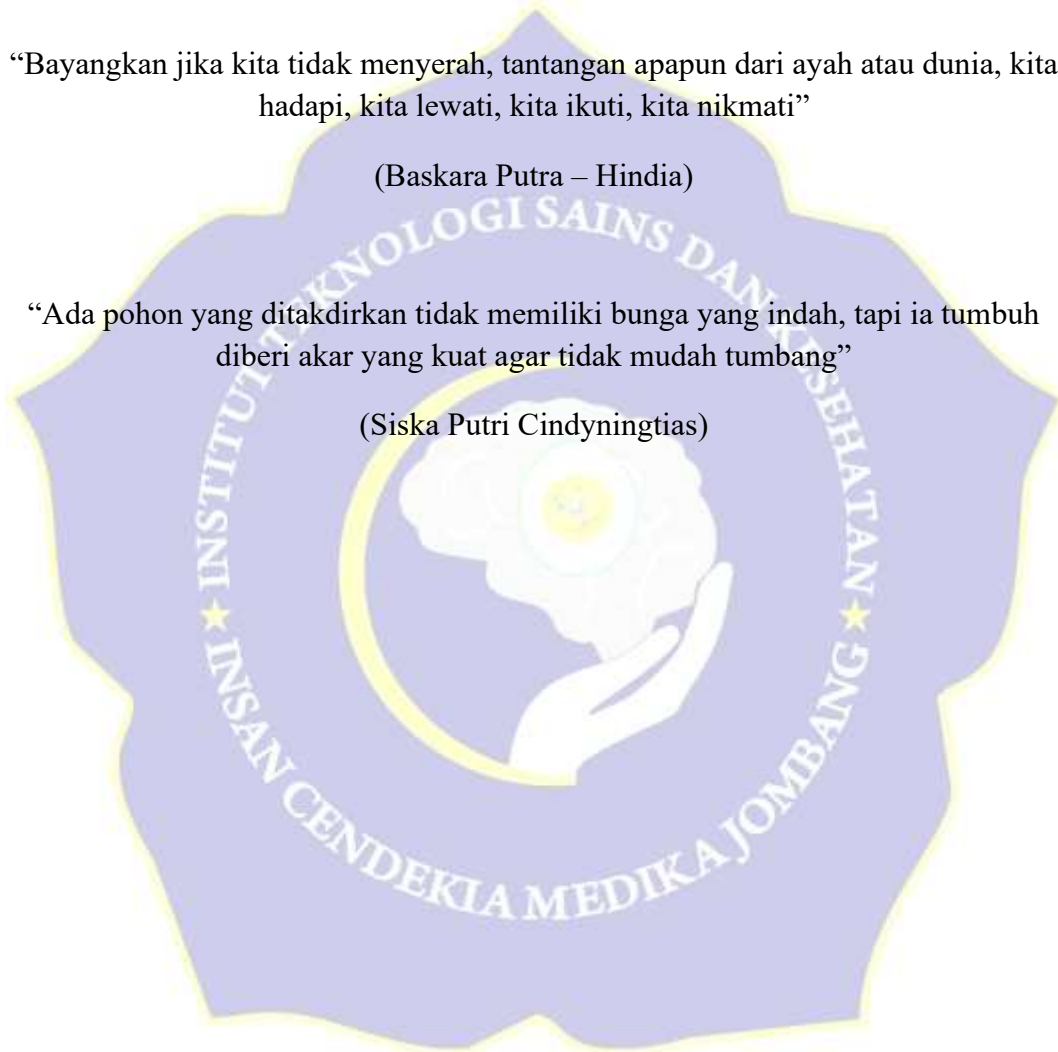 “Bayangkan jika kita tidak menyerah, tantangan apapun dari ayah atau dunia, kita
hadapi, kita lewati, kita ikuti, kita nikmati”
(Baskara Putra – Hindia)
“Ada pohon yang ditakdirkan tidak memiliki bunga yang indah, tapi ia tumbuh
diberi akar yang kuat agar tidak mudah tumbang”
(Siska Putri Cindyningtias)
INSTITUT TEKNOLOGI SAINS DAN KESEHATAN
INSAN CENDEKIA MEDIKA JOMBANG